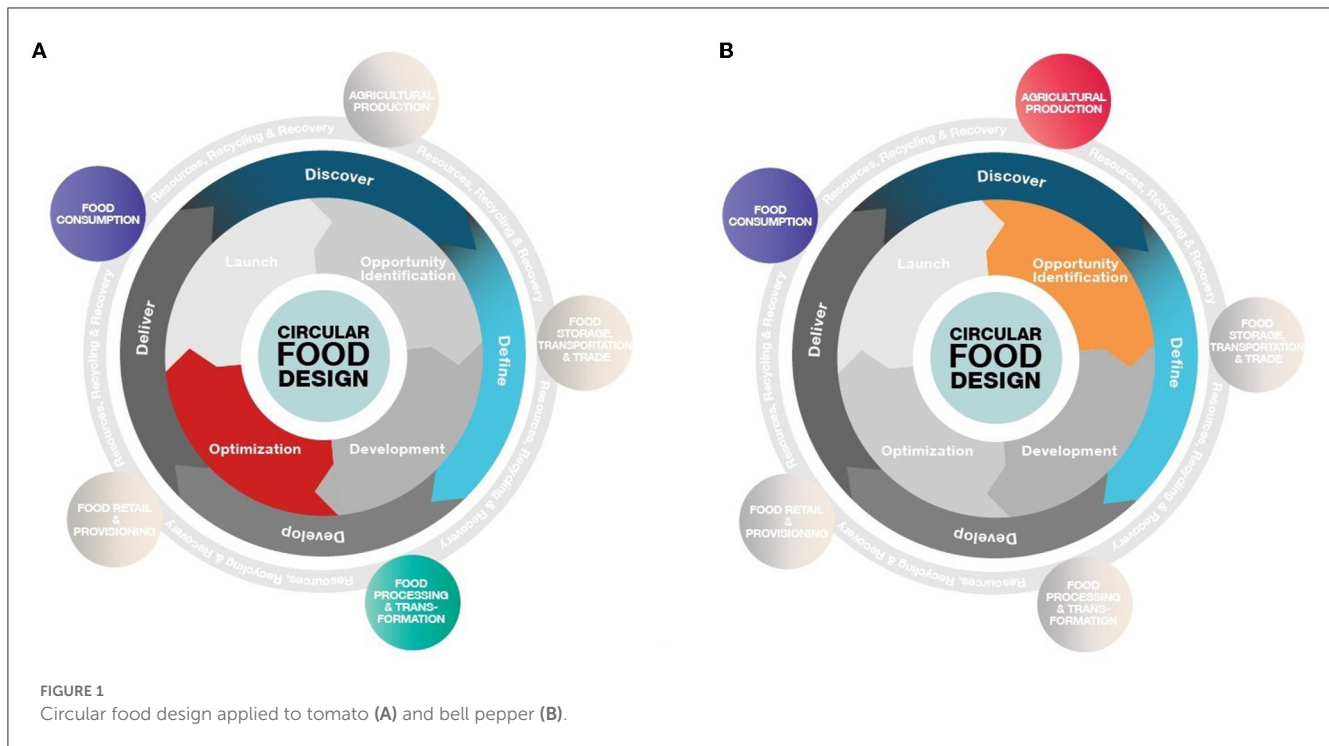 A
AGRICULTURAL
PRODUCTION
Resources, Recycling & Recovery
Resources, Recycling & Recovery
Discover
FOOD
CONSUMPTION
Launch
Opportunity
Identification
FOOD
STORAGE,
TRANSPORTATION
& TRADE
Deliver
CIRCULAR
FOOD
DESIGN
Define
Resources, Recycling & Recovery
Resources, Recycling & Recovery
Optimization
Development
FOOD RETAIL
&
PROVISIONING
Develop
Resources, Recycling & Recovery
FOOD
PROCESSING
& TRANS-
FORMATION
B
AGRICULTURAL
PRODUCTION
Resources, Recycling & Recovery
Resources, Recycling & Recovery
Discover
FOOD
CONSUMPTION
Launch
Opportunity
Identification
FOOD
STORAGE,
TRANSPORTATION
& TRADE
Deliver
CIRCULAR
FOOD
DESIGN
Define
Resources, Recycling & Recovery
Resources, Recycling & Recovery
Optimization
Development
FOOD RETAIL
&
PROVISIONING
Develop
Resources, Recycling & Recovery
FOOD
PROCESSING
& TRANS-
FORMATION
FIGURE 1
Circular food design applied to tomato (A) and bell pepper (B).